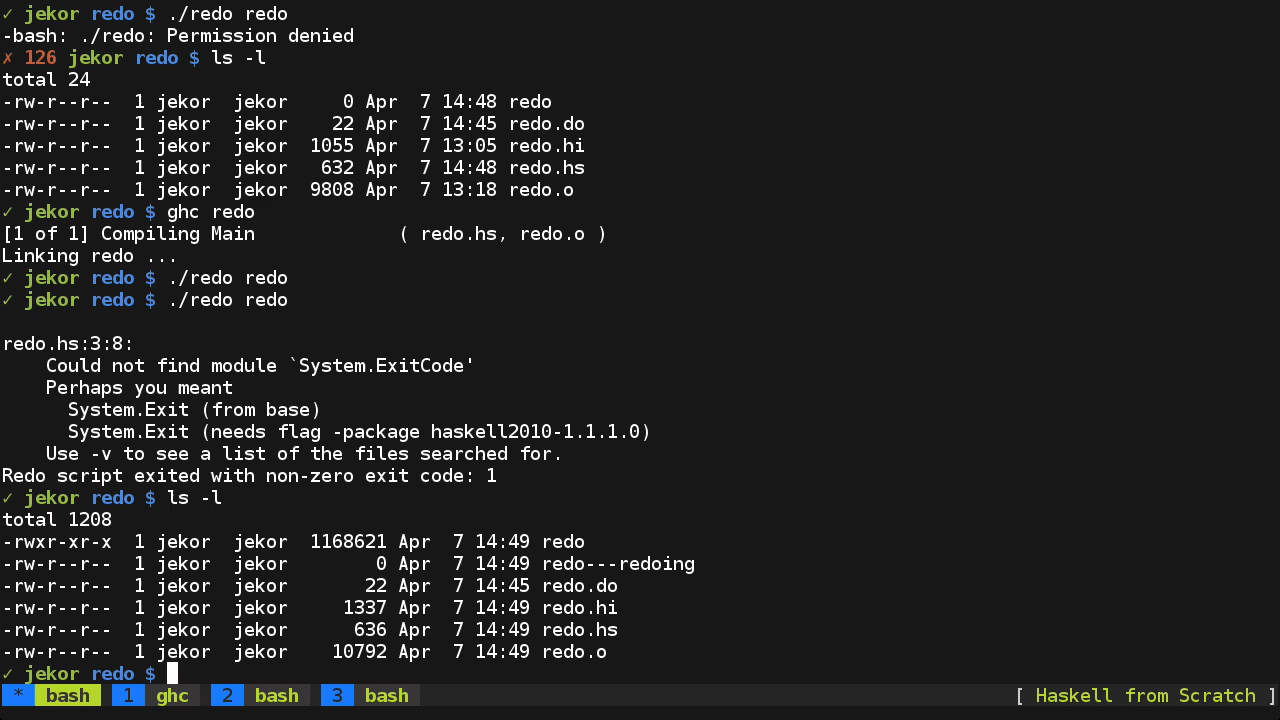 ✓ jekor redo $ ./redo redo
-bash: ./redo: Permission denied
✗ 126 jekor redo $ ls -l
total 24
-rw-r--r--  1 jekor  jekor     0 Apr  7 14:48 redo
-rw-r--r--  1 jekor  jekor    22 Apr  7 14:45 redo.do
-rw-r--r--  1 jekor  jekor  1055 Apr  7 13:05 redo.hi
-rw-r--r--  1 jekor  jekor   632 Apr  7 14:48 redo.hs
-rw-r--r--  1 jekor  jekor  9808 Apr  7 13:18 redo.o
✓ jekor redo $ ghc redo
[1 of 1] Compiling Main             ( redo.hs, redo.o )
Linking redo ...
✓ jekor redo $ ./redo redo
✓ jekor redo $ ./redo redo

redo.hs:3:8:
    Could not find module `System.ExitCode'
    Perhaps you meant
      System.Exit (from base)
      System.Exit (needs flag -package haskell2010-1.1.1.0)
    Use -v to see a list of the files searched for.
Redo script exited with non-zero exit code: 1
✓ jekor redo $ ls -l
total 1208
-rwxr-xr-x  1 jekor  jekor  1168621 Apr  7 14:49 redo
-rw-r--r--  1 jekor  jekor        0 Apr  7 14:49 redo---redoing
-rw-r--r--  1 jekor  jekor       22 Apr  7 14:45 redo.do
-rw-r--r--  1 jekor  jekor     1337 Apr  7 14:49 redo.hi
-rw-r--r--  1 jekor  jekor      636 Apr  7 14:49 redo.hs
-rw-r--r--  1 jekor  jekor    10792 Apr  7 14:49 redo.o
✓ jekor redo $
* bash 1 ghc 2 bash 3 bash [ Haskell from Scratch ]